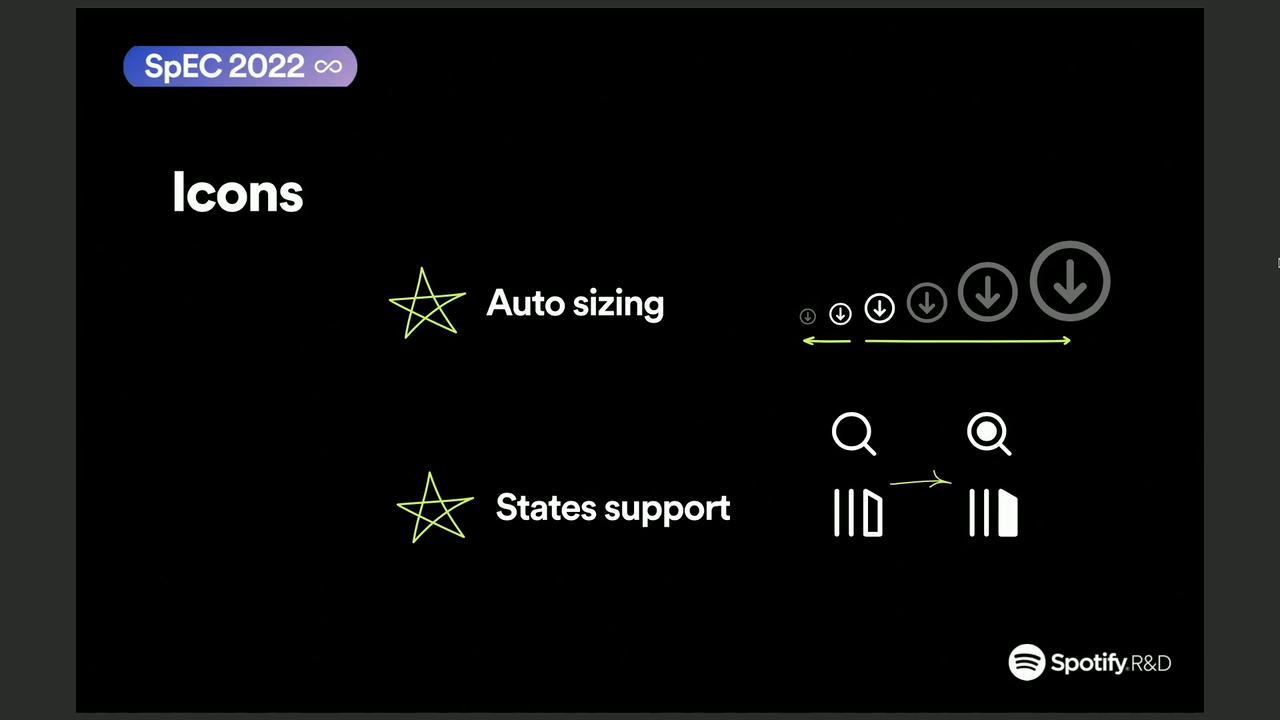 SpEC 2022 ∞
Icons
Auto sizing
States support
Spotify R&D